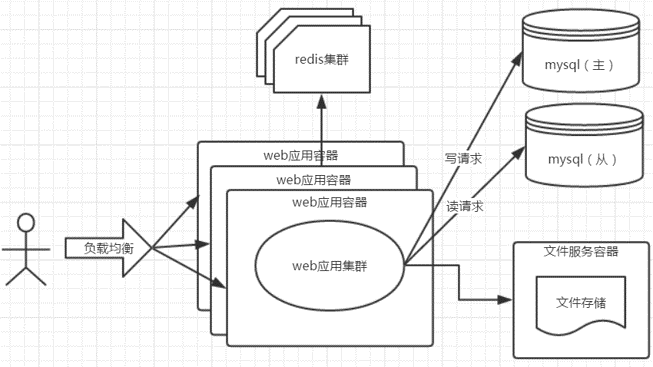 redis集群
mysql（主）
mysql（从）
web应用容器
web应用容器
web应用容器
写请求
读请求
负载均衡
web应用集群
文件服务容器
文件存储